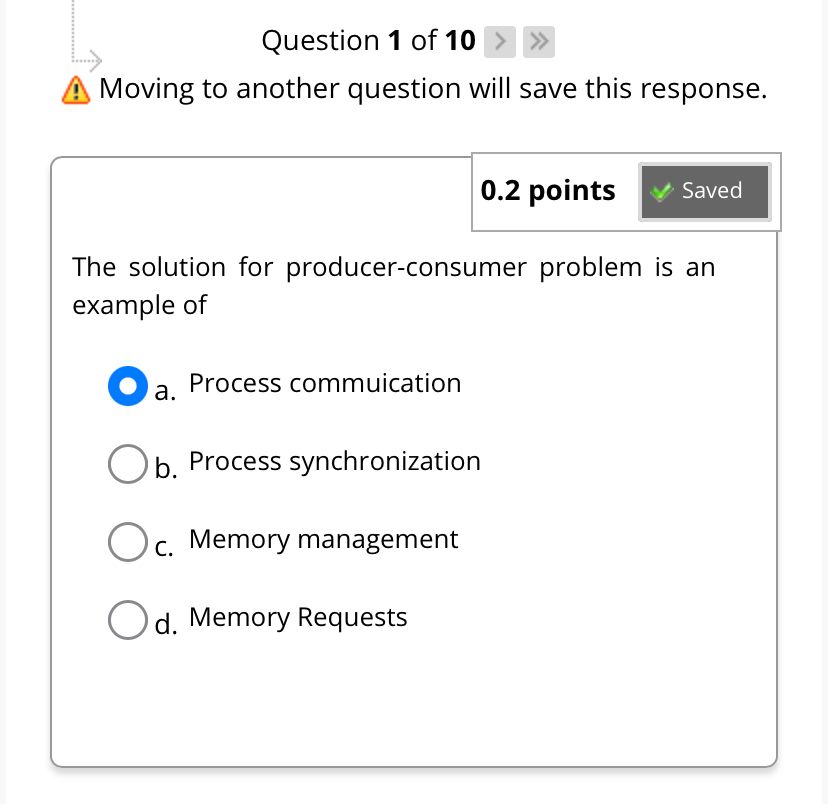 Question 1 of 10 > >>
Moving to another question will save this response.
0.2 points Saved
The solution for producer-consumer problem is an
example of
a. Process commuication
b. Process synchronization
c. Memory management
d. Memory Requests